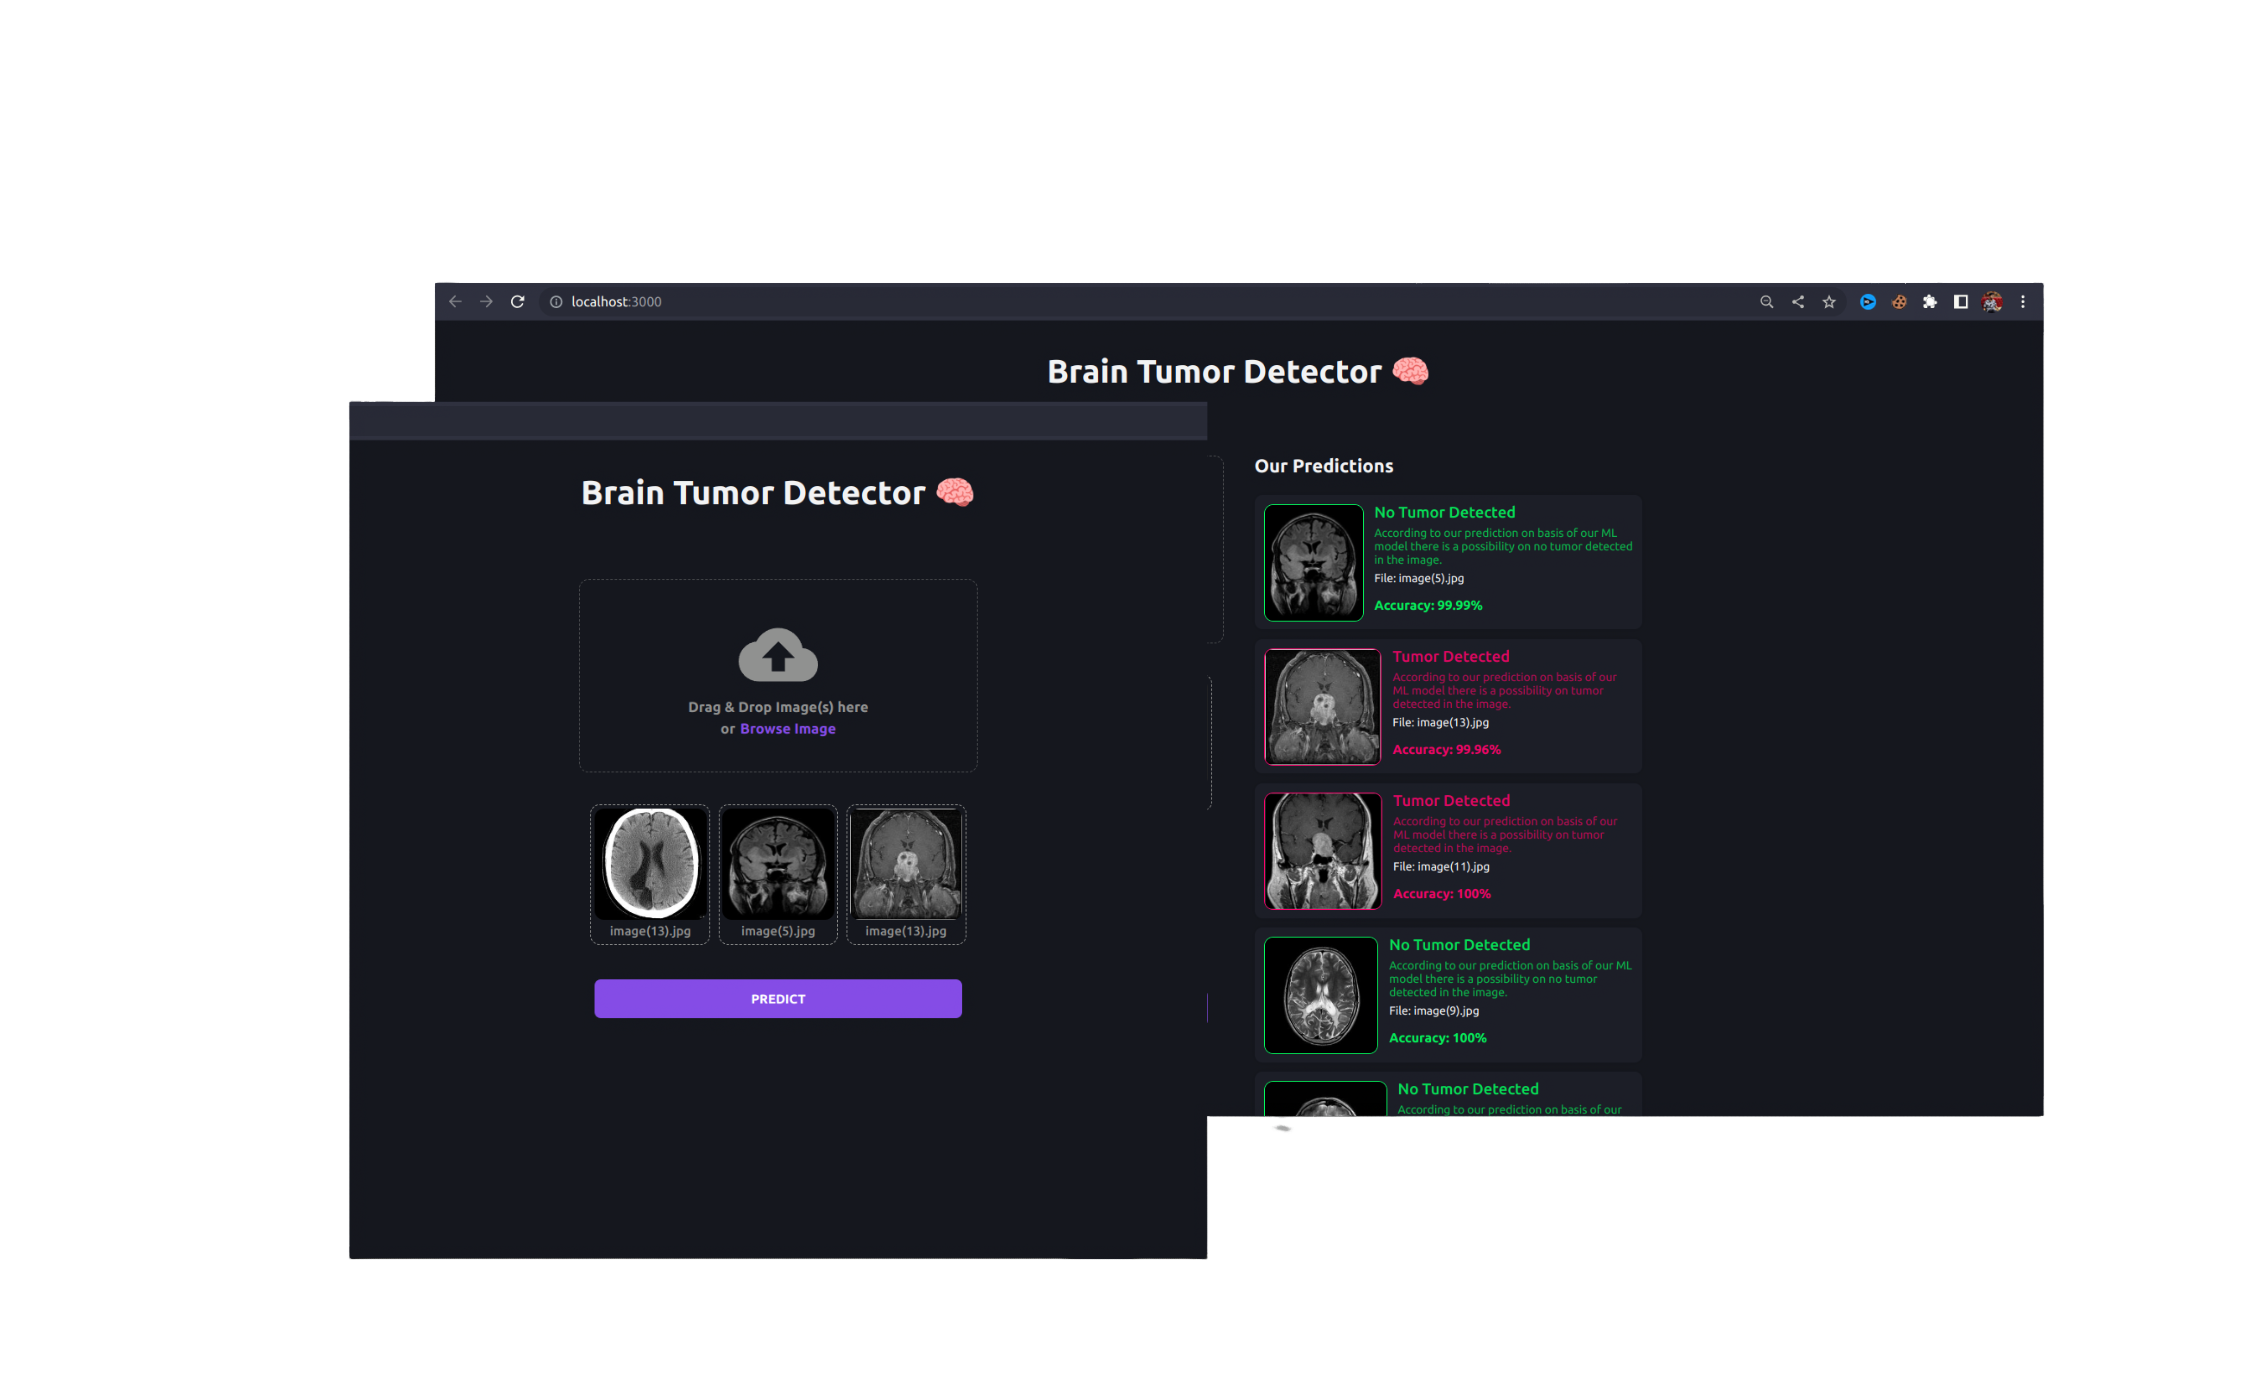 localhost:3000
Brain Tumor Detector 🧠
Brain Tumor Detector 🧠
Drag & Drop Image(s) here
or Browse Image
image(13).jpg
image(5).jpg
image(13).jpg
PREDICT
Our Predictions
No Tumor Detected
According to our prediction on basis of our ML
model there is a possibility on no tumor detected
in the image.
File: image(5).jpg
Accuracy: 99.99%
Tumor Detected
According to our prediction on basis of our
ML model there is a possibility on tumor
detected in the image.
File: image(13).jpg
Accuracy: 99.96%
Tumor Detected
According to our prediction on basis of our
ML model there is a possibility on tumor
detected in the image.
File: image(11).jpg
Accuracy: 100%
No Tumor Detected
According to our prediction on basis of our ML
model there is a possibility on no tumor
detected in the image.
File: image(9).jpg
Accuracy: 100%
No Tumor Detected
According to our prediction on basis of our